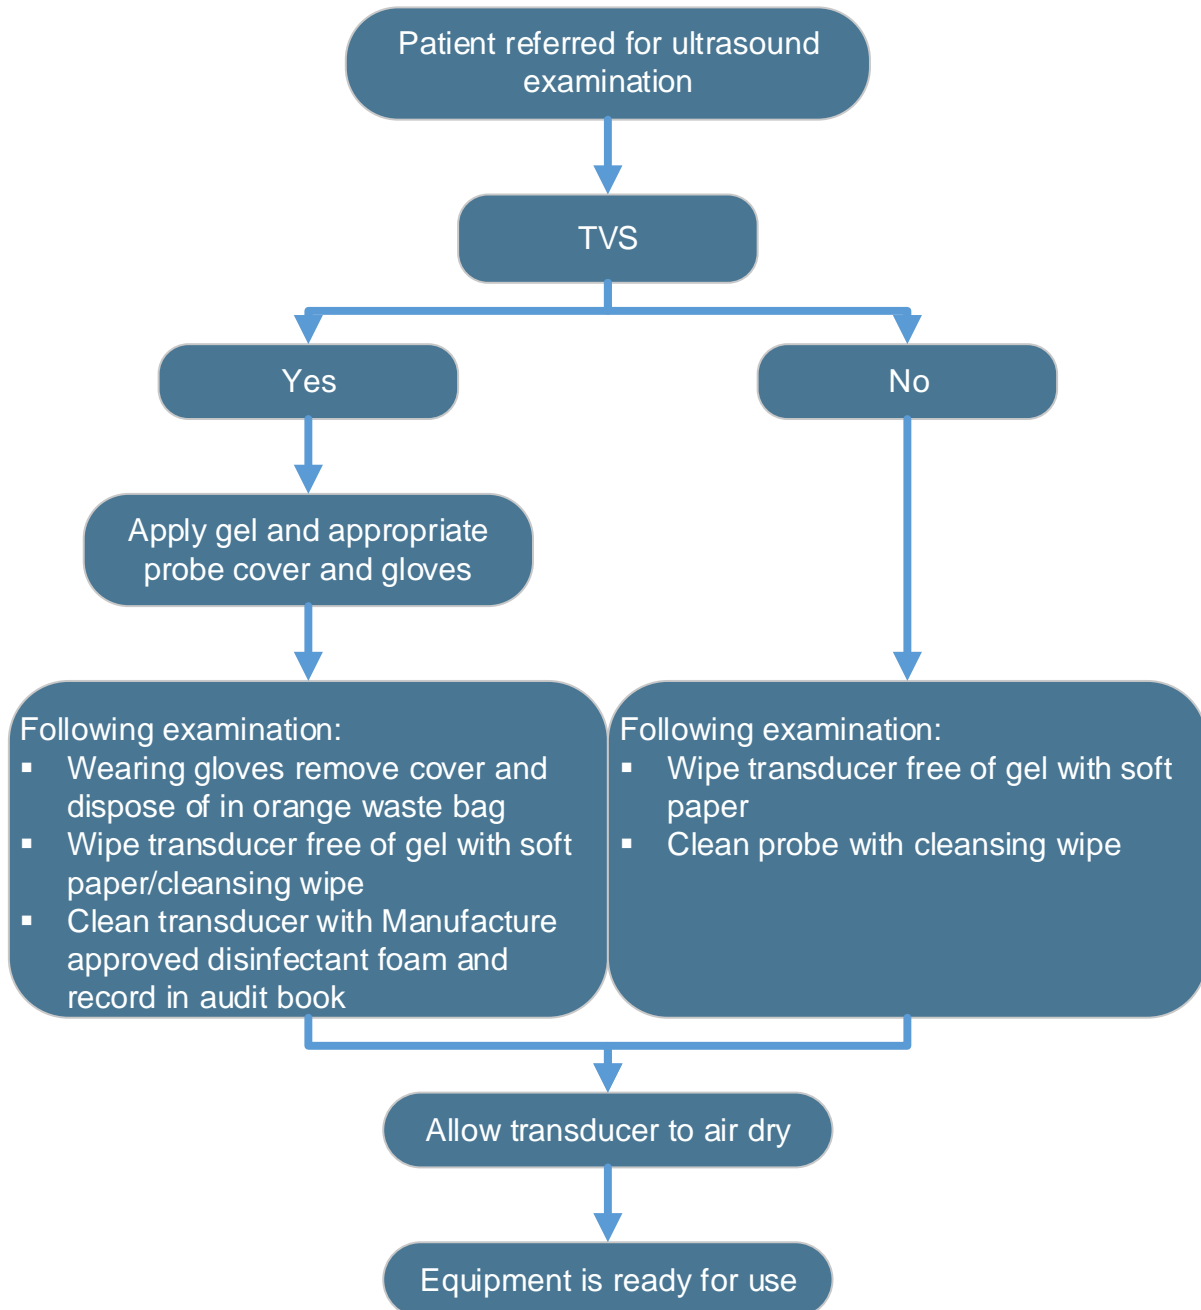 Patient referred for ultrasound
examination
TVS
Yes
No
Apply gel and appropriate
probe cover and gloves
Following examination:
▪ Wearing gloves remove cover and
dispose of in orange waste bag
▪ Wipe transducer free of gel with soft
paper/cleansing wipe
▪ Clean transducer with Manufacture
approved disinfectant foam and
record in audit book
Following examination:
▪ Wipe transducer free of gel with soft
paper
▪ Clean probe with cleansing wipe
Allow transducer to air dry
Equipment is ready for use